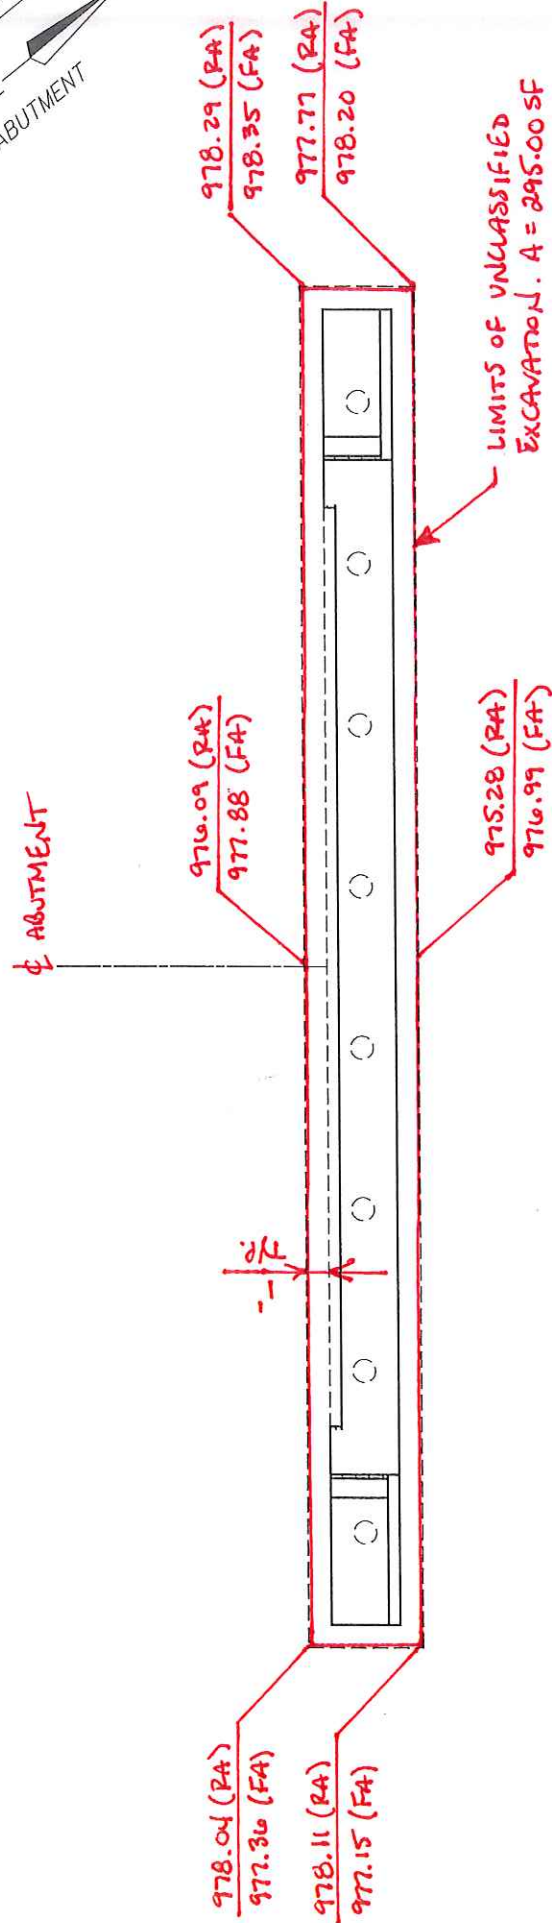 ABUTMENT
978.29 (RA)
978.35 (FA)
977.77 (RA)
978.20 (FA)
LIMITS OF UNCLASSIFIED
EXCAVATION. A = 295.00 SF
₵ ABUTMENT
976.09 (RA)
977.88 (FA)
975.28 (RA)
976.99 (FA)
978.04 (RA)
977.36 (FA)
978.11 (RA)
977.15 (FA)